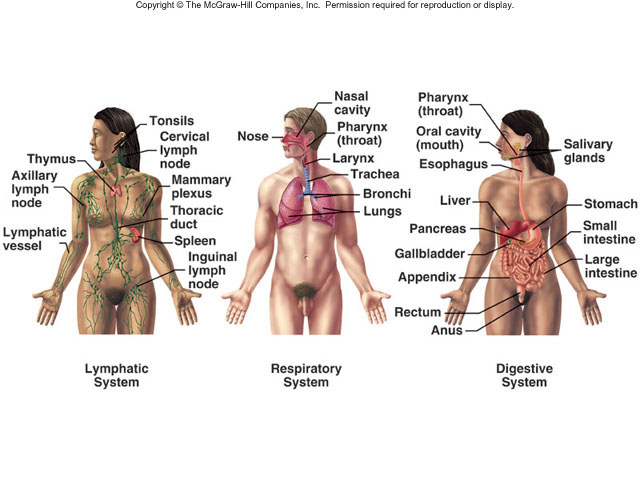 Copyright © The McGraw-Hill Companies, Inc.  Permission required for reproduction or display.
Tonsils
Cervical
lymph
node
Thymus
Axillary
lymph
node
Mammary
plexus
Thoracic
duct
Lymphatic
vessel
Spleen
Inguinal
lymph
node
Lymphatic
System
Nasal
cavity
Nose
Pharynx
(throat)
Larynx
Trachea
Bronchi
Lungs
Respiratory
System
Pharynx
(throat)
Oral cavity
(mouth)
Salivary
glands
Esophagus
Liver
Stomach
Pancreas
Small
intestine
Gallbladder
Large
intestine
Appendix
Rectum
Anus
Digestive
System